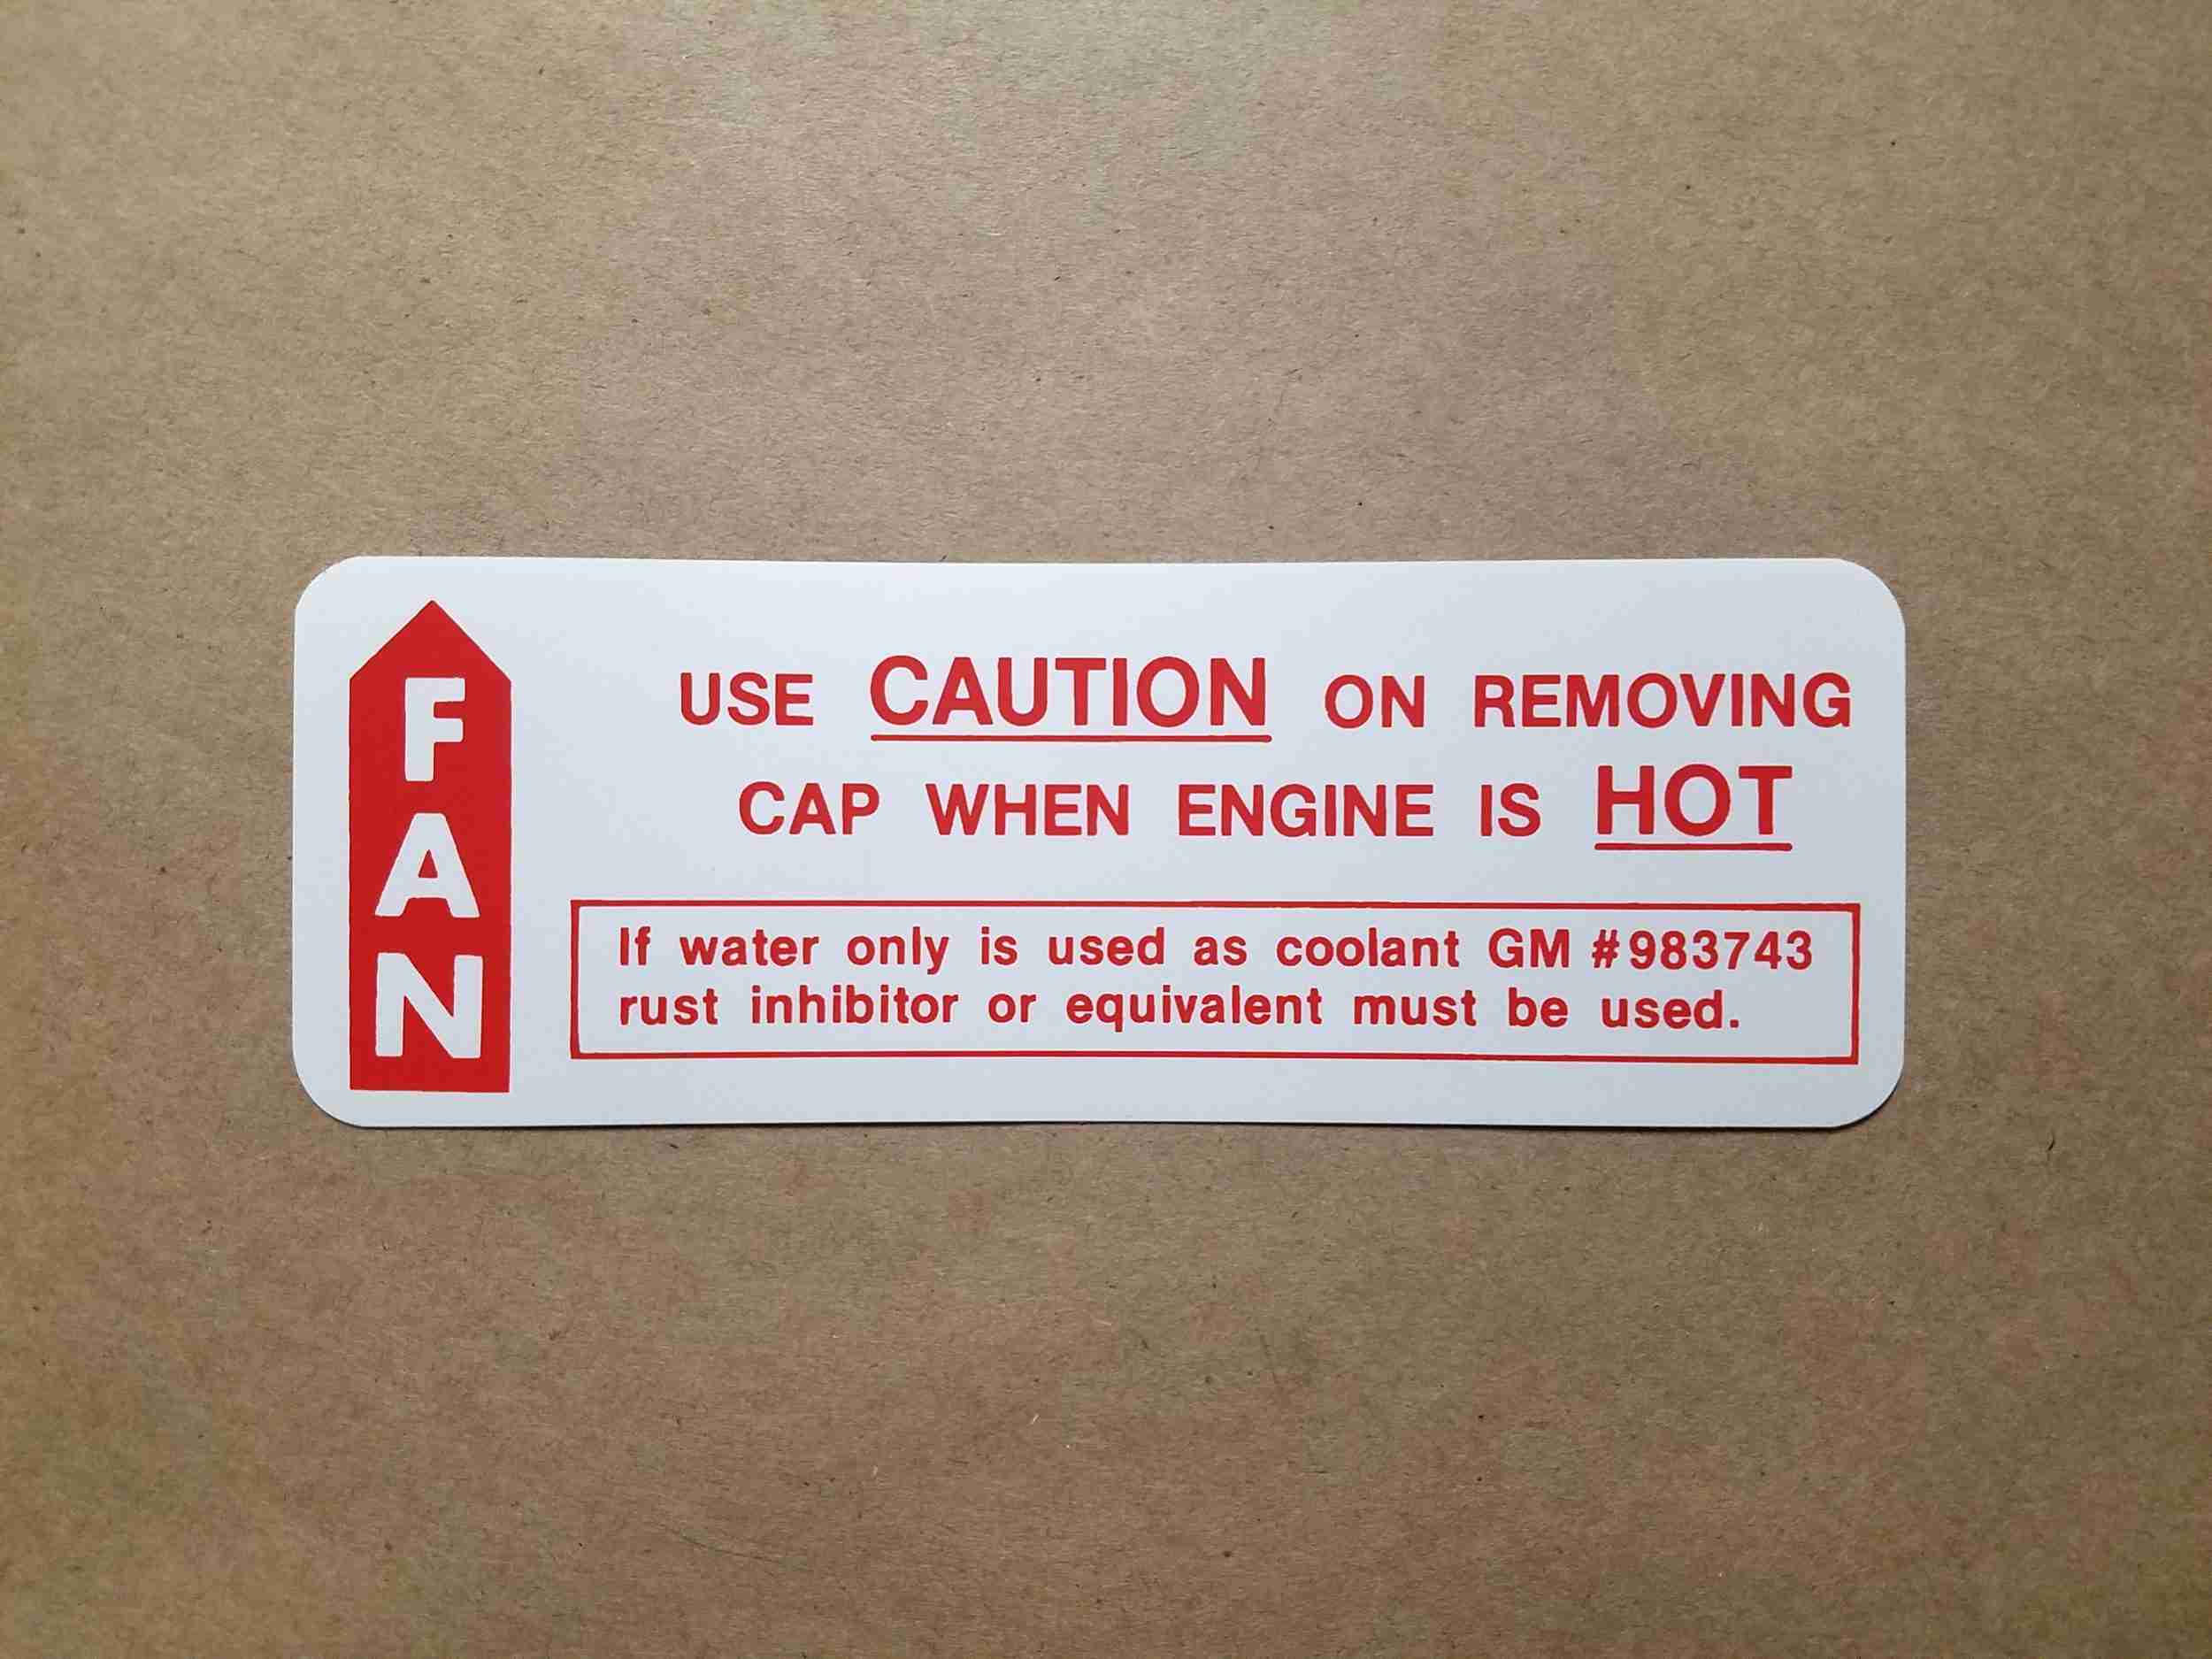 FAN
USE CAUTION ON REMOVING
CAP WHEN ENGINE IS HOT
If water only is used as coolant GM #983743
rust inhibitor or equivalent must be used.